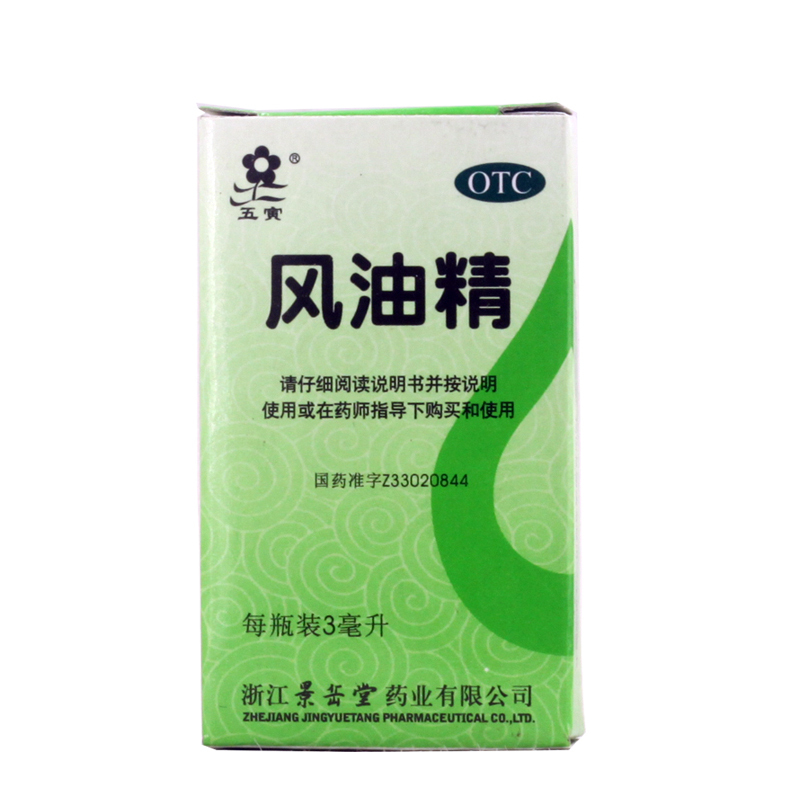 ®
五寅
OTC
风油精
请仔细阅读说明书并按说明
使用或在药师指导下购买和使用
国药准字Z33020844
每瓶装3毫升
浙江景岳堂药业有限公司
ZHEJIANG JINGYUETANG PHARMACEUTICAL CO.,LTD.